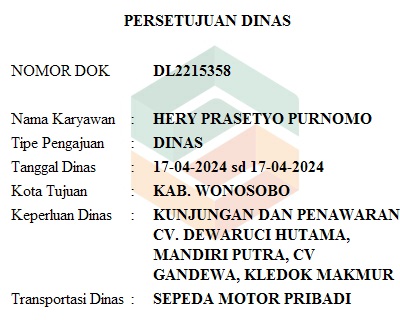 PERSETUJUAN DINAS
NOMOR DOK DL2215358
Nama Karyawan : HERY PRASETYO PURNOMO
Tipe Pengajuan : DINAS
Tanggal Dinas : 17-04-2024 sd 17-04-2024
Kota Tujuan : KAB. WONOSOBO
Keperluan Dinas : KUNJUNGAN DAN PENAWARAN
CV. DEWARUCI HUTAMA,
MANDIRI PUTRA, CV
GANDEWA, KLEDOK MAKMUR
Transportasi Dinas : SEPEDA MOTOR PRIBADI